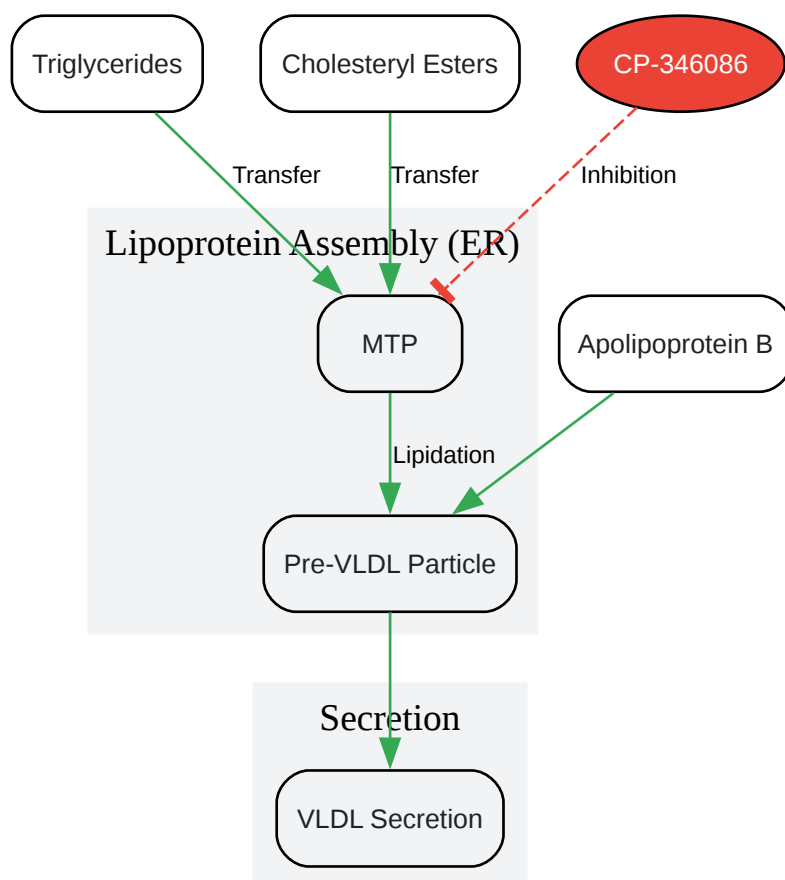 Triglycerides
Cholesteryl Esters
CP-346086
Transfer
Transfer
Inhibition
Lipoprotein Assembly (ER)
MTP
Apolipoprotein B
Lipidation
Pre-VLDL Particle
Secretion
VLDL Secretion